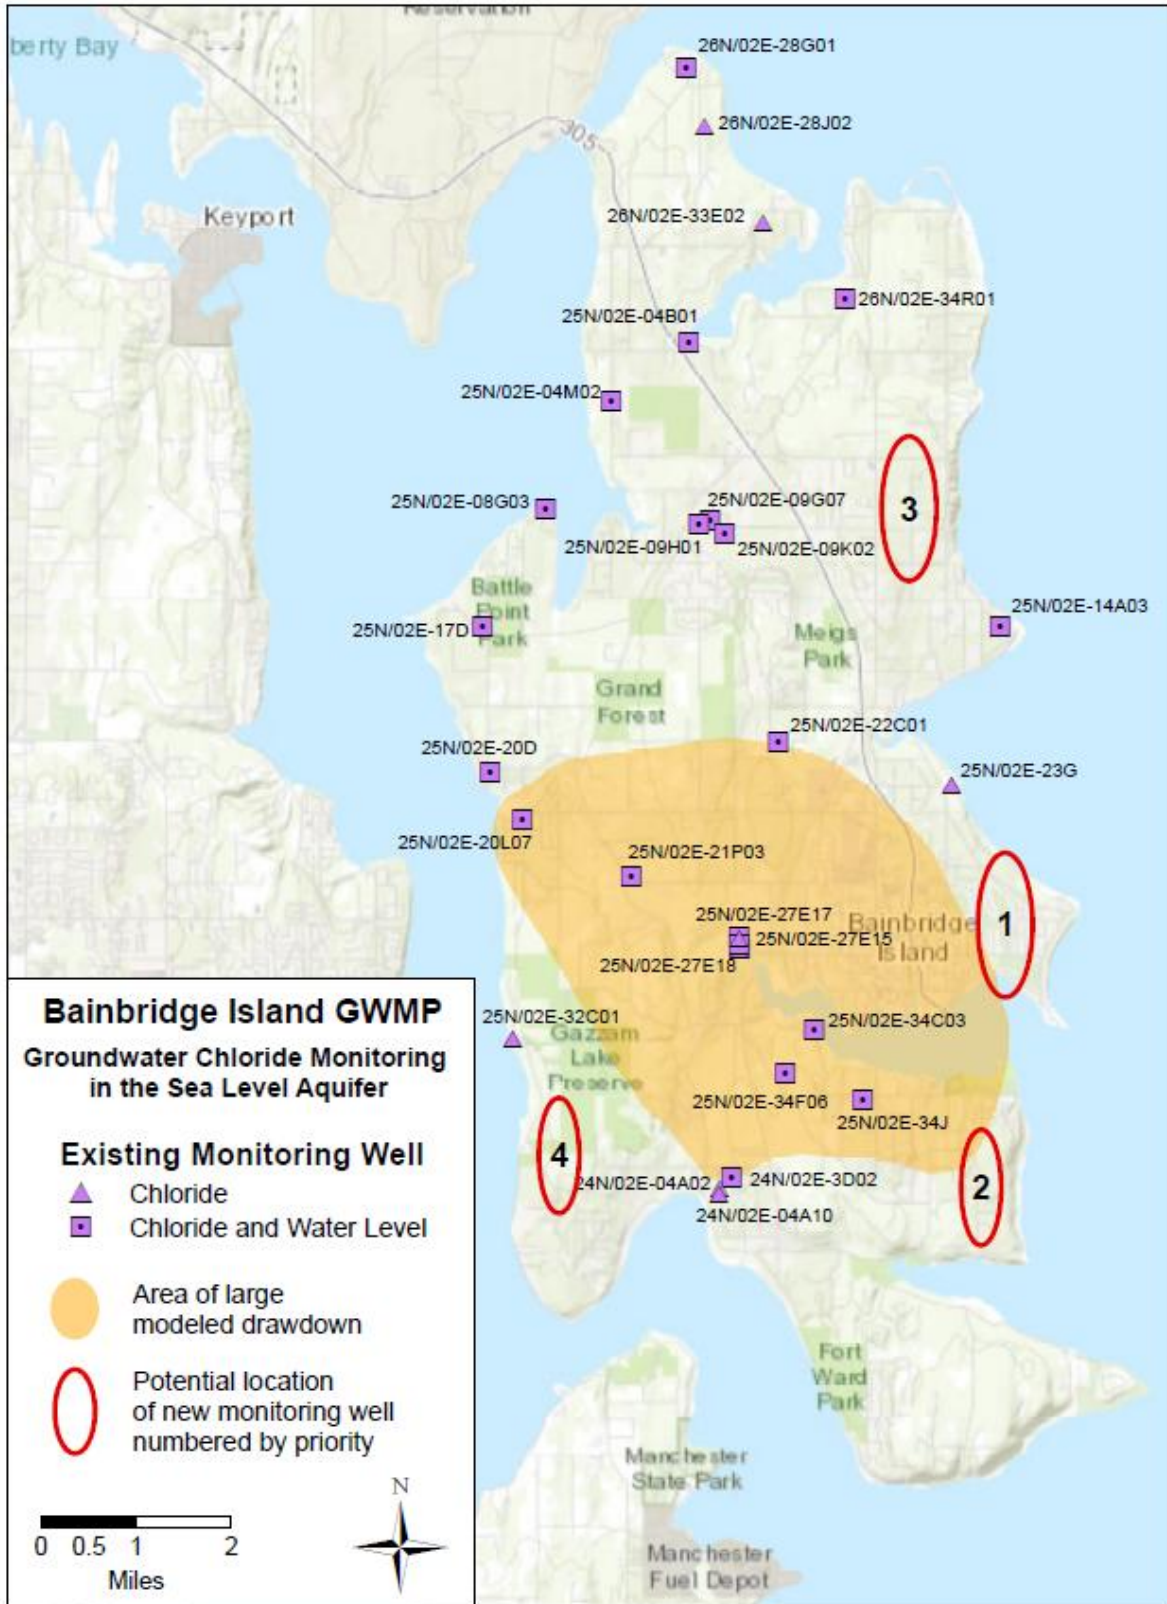 Reservation
berty Bay
26N/02E-28G01
26N/02E-28J02
305
Keyport
26N/02E-33E02
26N/02E-34R01
25N/02E-04B01
25N/02E-04M02
25N/02E-08G03
25N/02E-09G07
3
25N/02E-09H01
25N/02E-09K02
Battle
Point
Park
25N/02E-17D
25N/02E-14A03
Meigs
Park
Grand
Forest
25N/02E-22C01
25N/02E-20D
25N/02E-23G
25N/02E-20L07
25N/02E-21P03
25N/02E-27E17
25N/02E-27E15
25N/02E-27E18
Bainbridge
Island
1
25N/02E-32C01
25N/02E-34C03
Gazzam
Lake
Preserve
25N/02E-34F06
25N/02E-34J
4
24N/02E-04A02
24N/02E-3D02
24N/02E-04A10
2
Fort
Ward
Park
Manchester
State Park
Manchester
Fuel Depot
Bainbridge Island GWMP
Groundwater Chloride Monitoring
in the Sea Level Aquifer
Existing Monitoring Well
Chloride
Chloride and Water Level
Area of large
modeled drawdown
Potential location
of new monitoring well
numbered by priority
N
0 0.5 1 2
Miles